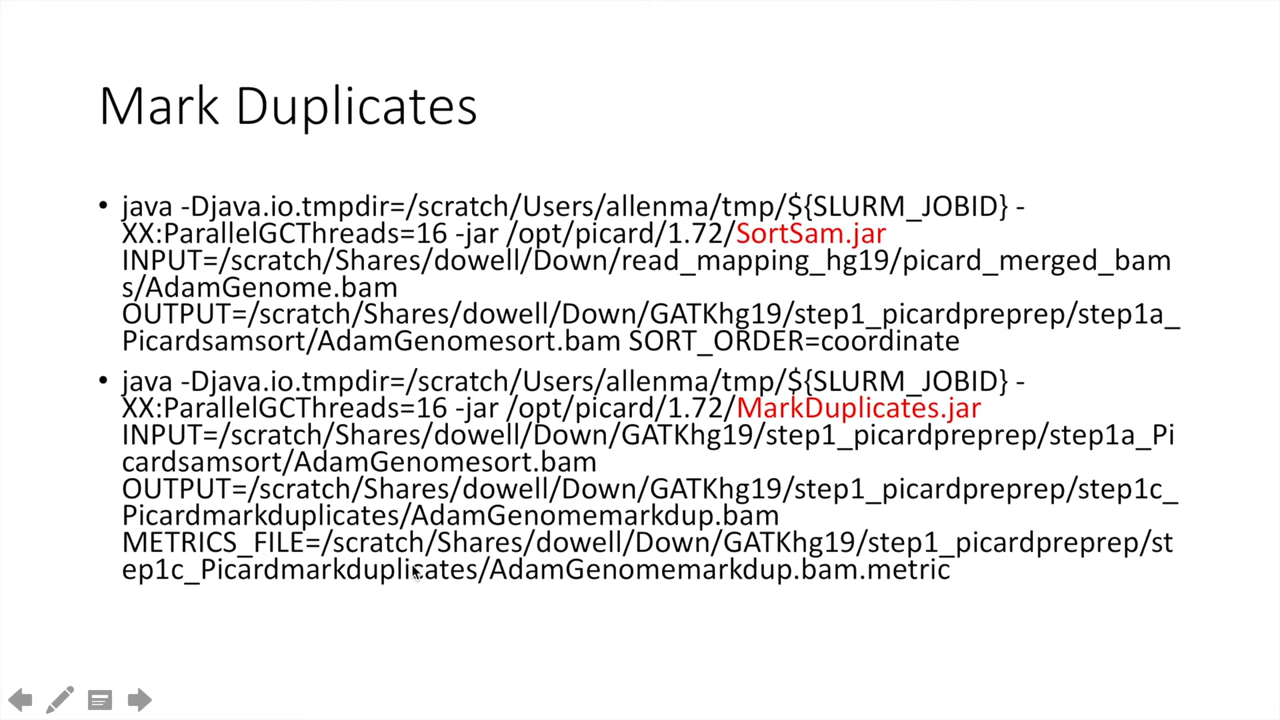 Mark Duplicates
• java -Djava.io.tmpdir=/scratch/Users/allenma/tmp/${SLURM_JOBID} -
XX:ParallelGCThreads=16 -jar /opt/picard/1.72/SortSam.jar
INPUT=/scratch/Shares/dowell/Down/read_mapping_hg19/picard_merged_bam
s/AdamGenome.bam
OUTPUT=/scratch/Shares/dowell/Down/GATKhg19/step1_picardpreprep/step1a_
Picardsamsort/AdamGenomesort.bam SORT_ORDER=coordinate
• java -Djava.io.tmpdir=/scratch/Users/allenma/tmp/${SLURM_JOBID} -
XX:ParallelGCThreads=16 -jar /opt/picard/1.72/MarkDuplicates.jar
INPUT=/scratch/Shares/dowell/Down/GATKhg19/step1_picardpreprep/step1a_Pi
cardsamsort/AdamGenomesort.bam
OUTPUT=/scratch/Shares/dowell/Down/GATKhg19/step1_picardpreprep/step1c_
Picardmarkduplicates/AdamGenomemarkdup.bam
METRICS_FILE=/scratch/Shares/dowell/Down/GATKhg19/step1_picardpreprep/st
ep1c_Picardmarkduplicates/AdamGenomemarkdup.bam.metric